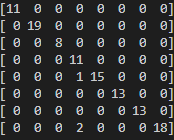 [11 0 0 0 0 0 0 0]
[ 0 19 0 0 0 0 0 0]
[ 0 0 8 0 0 0 0 0]
[ 0 0 0 11 0 0 0 0]
[ 0 0 0 1 15 0 0 0]
[ 0 0 0 0 0 13 0 0]
[ 0 0 0 0 0 0 13 0]
[ 0 0 0 2 0 0 0 18]